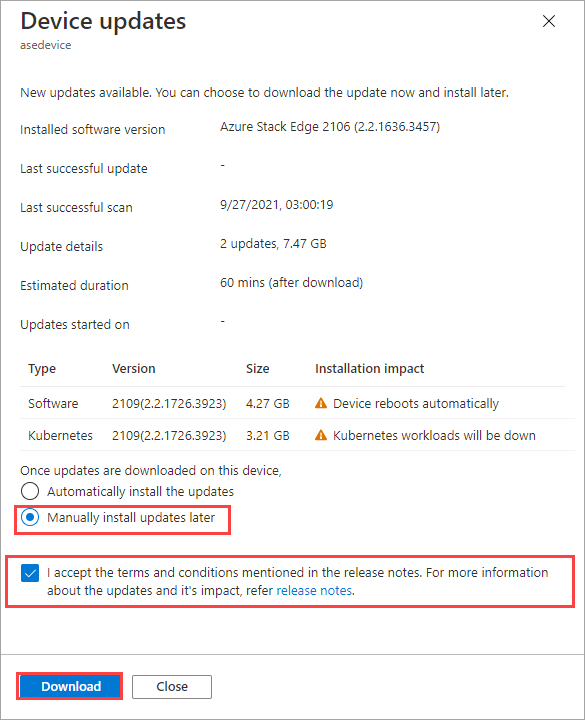 Device updates
asedevice
New updates available. You can choose to download the update now and install later.
Installed software version Azure Stack Edge 2106 (2.2.1636.3457)
Last successful update -
Last successful scan 9/27/2021, 03:00:19
Update details 2 updates, 7.47 GB
Estimated duration 60 mins (after download)
Updates started on -
Type Version Size Installation impact
Software 2109(2.2.1726.3923) 4.27 GB Device reboots automatically
Kubernetes 2109(2.2.1726.3923) 3.21 GB Kubernetes workloads will be down
Once updates are downloaded on this device,
Automatically install the updates
Manually install updates later
I accept the terms and conditions mentioned in the release notes. For more information
about the updates and it's impact, refer release notes.
Download Close